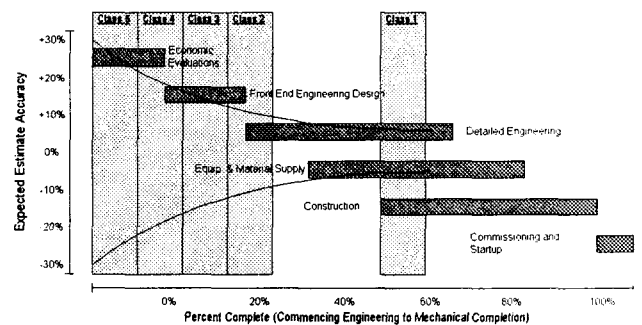 Class 5 Class 4 Class 3 Class 2 Class 1
+30%
+20%
+10%
0%
-10%
-20%
-30%
Expected Estimate Accuracy
Economic
Evaluations
Front End Engineering Design
Detailed Engineering
Equip. & Material Supply
Construction
Commissioning and
Startup
0% 20% 40% 60% 80% 100%
Percent Complete (Commencing Engineering to Mechanical Completion)